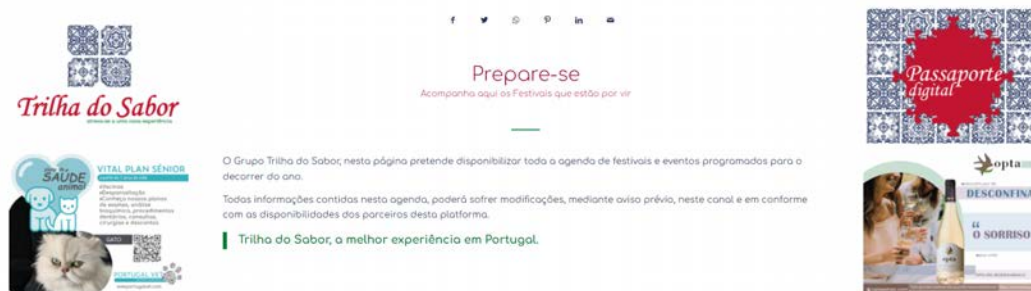 Trilha do Sabor
Prepare-se
Acompanha aqui os Festivais que estão por vir
O Grupo Trilha do Sabor, nesta página pretende disponibilizar toda a agenda de festivais e eventos programados para o
decorrer do ano.
Todas informações contidas nesta agenda, poderá sofrer modificações, mediante aviso prévio, neste canal e em conforme
com as disponibilidades dos parceiros desta plataforma.
Trilha do Sabor, a melhor experiência em Portugal.
SAÚDE
animal
VITAL PLAN SÉNIOR
GATO
PORTUGAL VET
Passaporte
digital
opta
DESCONFINA
“
O SORRISO
opta